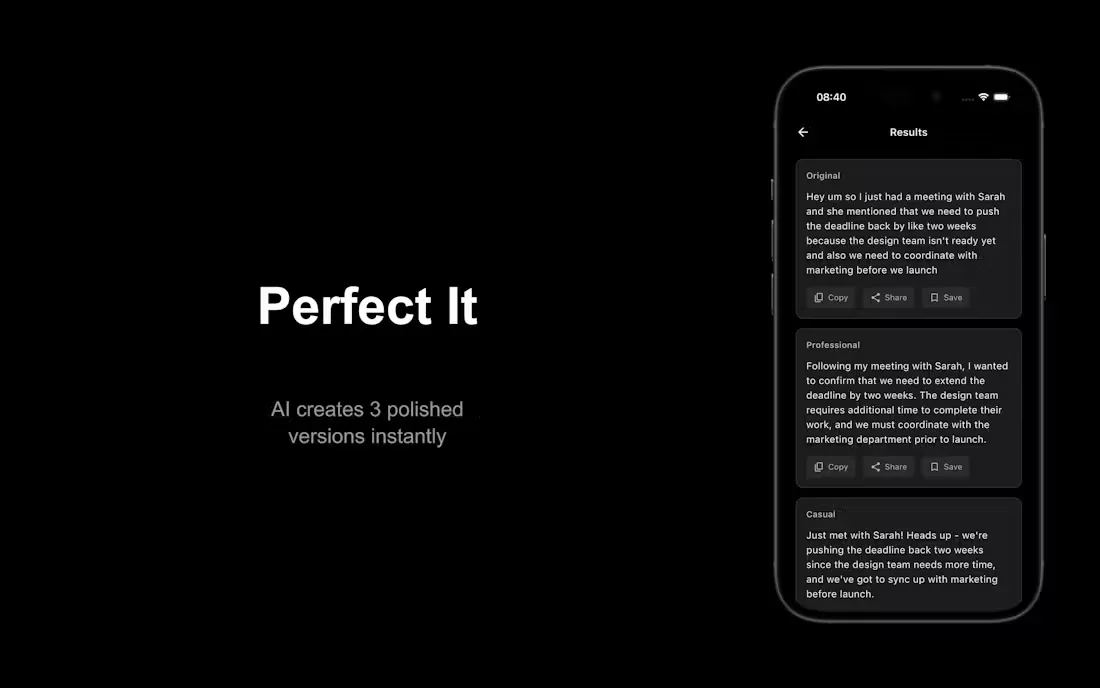 Perfect It
AI creates 3 polished
versions instantly
08:40
Results
Original
Hey um so I just had a meeting with Sarah
and she mentioned that we need to push
the deadline back by like two weeks
because the design team isn't ready yet
and also we need to coordinate with
marketing before we launch
Copy Share Save
Professional
Following my meeting with Sarah, I wanted
to confirm that we need to extend the
deadline by two weeks. The design team
requires additional time to complete their
work, and we must coordinate with the
marketing department prior to launch.
Copy Share Save
Casual
Just met with Sarah! Heads up - we're
pushing the deadline back two weeks
since the design team needs more time,
and we've got to sync up with marketing
before launch.